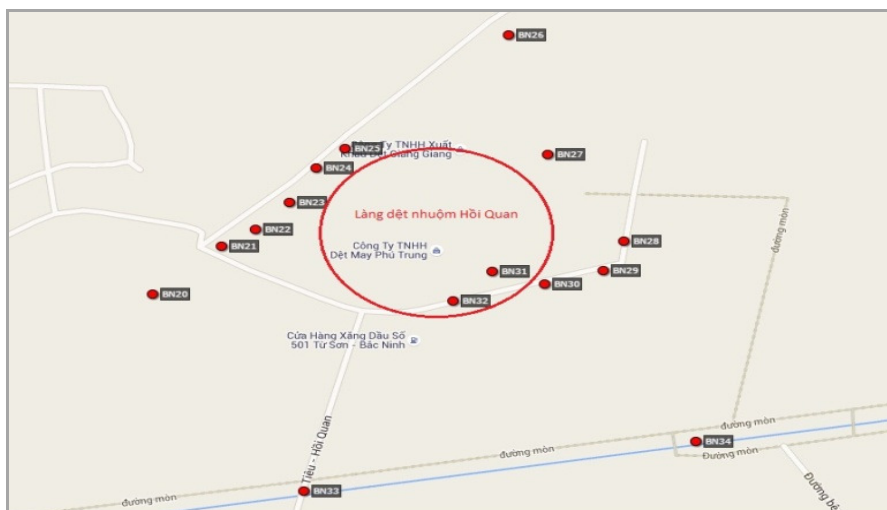 BN26
BN25
Ty TNHH Xuất
Khẩu Dệt Giang Giang
BN27
BN24
BN23
Làng dệt nhuộm Hồi Quan
BN22
BN21
BN28
Công Ty TNHH
Dệt May Phú Trung
đường mòn
BN31
BN29
BN30
BN20
BN32
Cửa Hàng Xăng Dầu Số
501 Từ Sơn - Bắc Ninh
Tiêu - Hồi Quan
đường mòn
BN34
đường mòn
Đường mòn
BN33
đường mòn